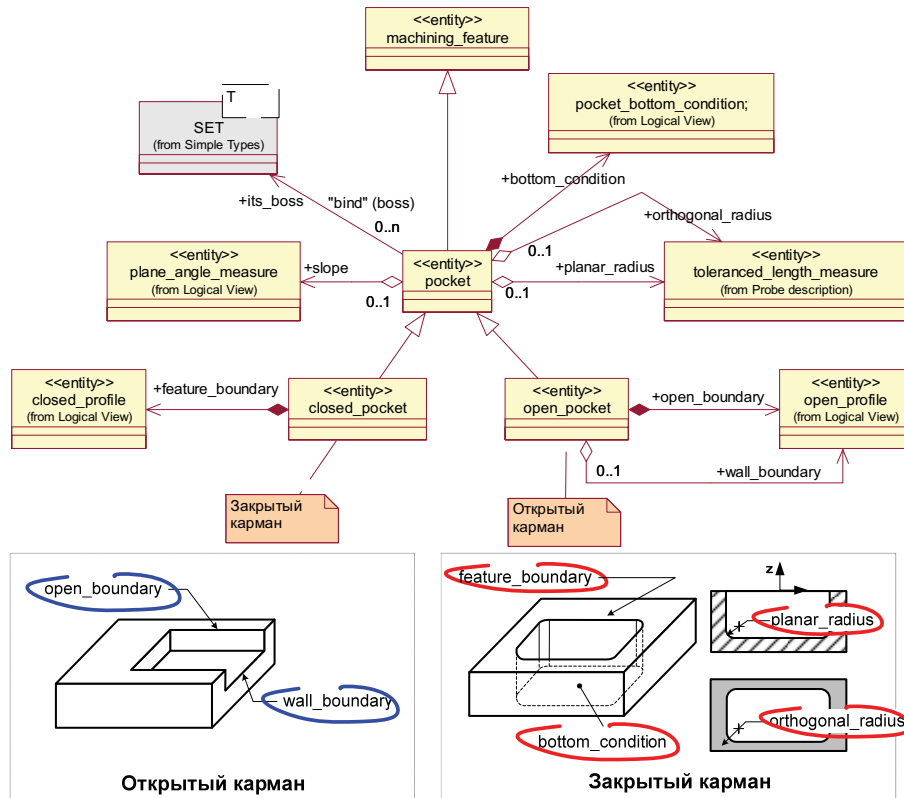 <<entity>>
machining_feature
T
SET
(from Simple Types)
<<entity>>
pocket_bottom_condition;
(from Logical View)
+bottom_condition
+its_boss
"bind" (boss)
0..n
+orthogonal_radius
0..1
<<entity>>
plane_angle_measure
(from Logical View)
+slope
0..1
<<entity>>
pocket
+planar_radius
0..1
<<entity>>
toleranced_length_measure
(from Probe description)
<<entity>>
closed_profile
(from Logical View)
+feature_boundary
<<entity>>
closed_pocket
<<entity>>
open_pocket
+open_boundary
<<entity>>
open_profile
(from Logical View)
0..1
+wall_boundary
Закрытый
карман
Открытый
карман
open_boundary
wall_boundary
Открытый карман
feature_boundary
z
planar_radius
orthogonal_radius
bottom_condition
Закрытый карман